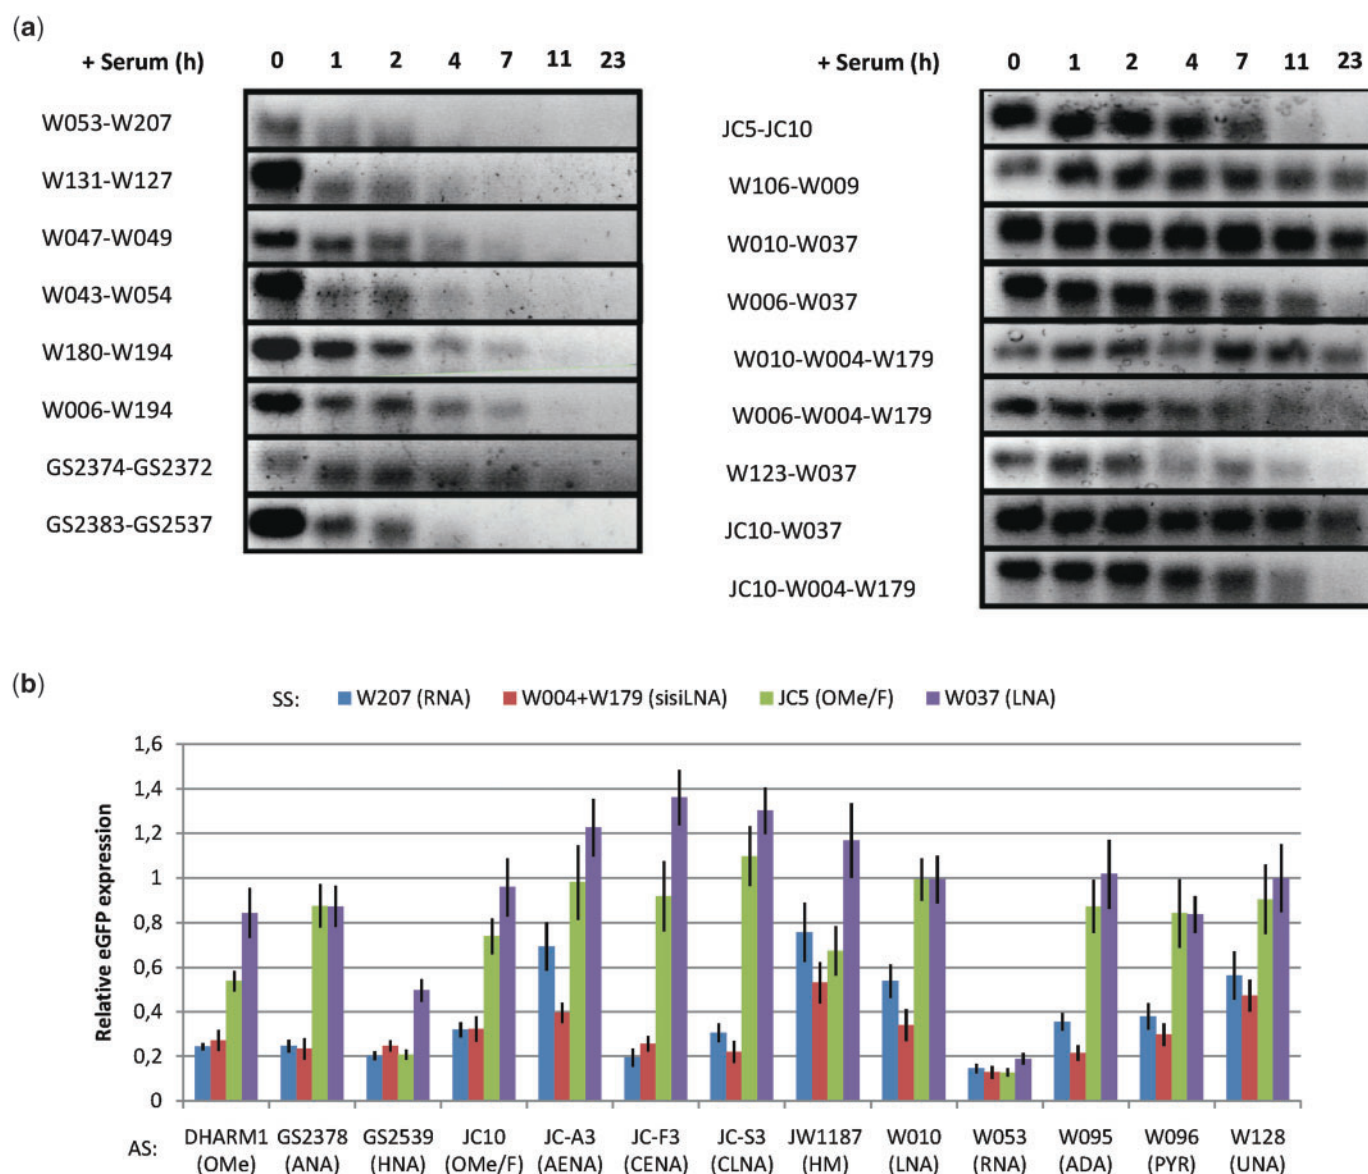 (a)
+ Serum (h) 0 1 2 4 7 11 23
W053-W207
W131-W127
W047-W049
W043-W054
W180-W194
W006-W194
GS2374-GS2372
GS2383-GS2537
+ Serum (h) 0 1 2 4 7 11 23
JC5-JC10
W106-W009
W010-W037
W006-W037
W010-W004-W179
W006-W004-W179
W123-W037
JC10-W037
JC10-W004-W179
(b)
SS: W207 (RNA) W004+W179 (sisiLNA) JC5 (OMe/F) W037 (LNA)
Relative eGFP expression
1,6
1,4
1,2
1
0,8
0,6
0,4
0,2
0
AS: DHARM1 GS2378 GS2539 JC10 JC-A3 JC-F3 JC-S3 JW1187 W010 W053 W095 W096 W128
(OMe) (ANA) (HNA) (OMe/F) (AENA) (CENA) (CLNA) (HM) (LNA) (RNA) (ADA) (PYR) (UNA)